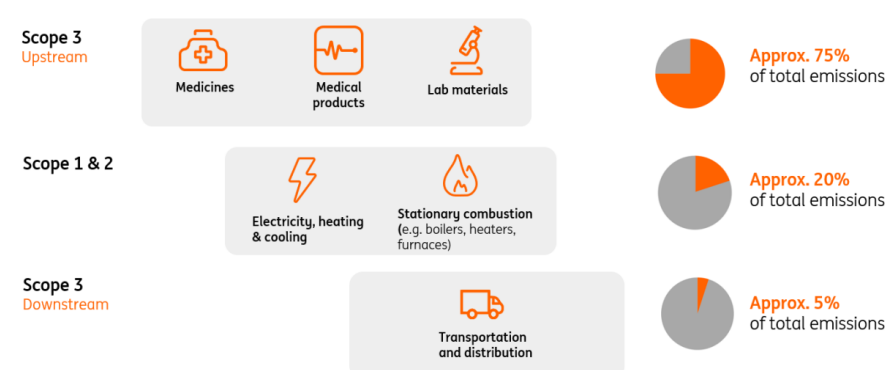 Scope 3
Upstream
Medicines
Medical
products
Lab materials
Approx. 75%
of total emissions
Scope 1 & 2
Electricity, heating
& cooling
Stationary combustion
(e.g. boilers, heaters,
furnaces)
Approx. 20%
of total emissions
Scope 3
Downstream
Transportation
and distribution
Approx. 5%
of total emissions